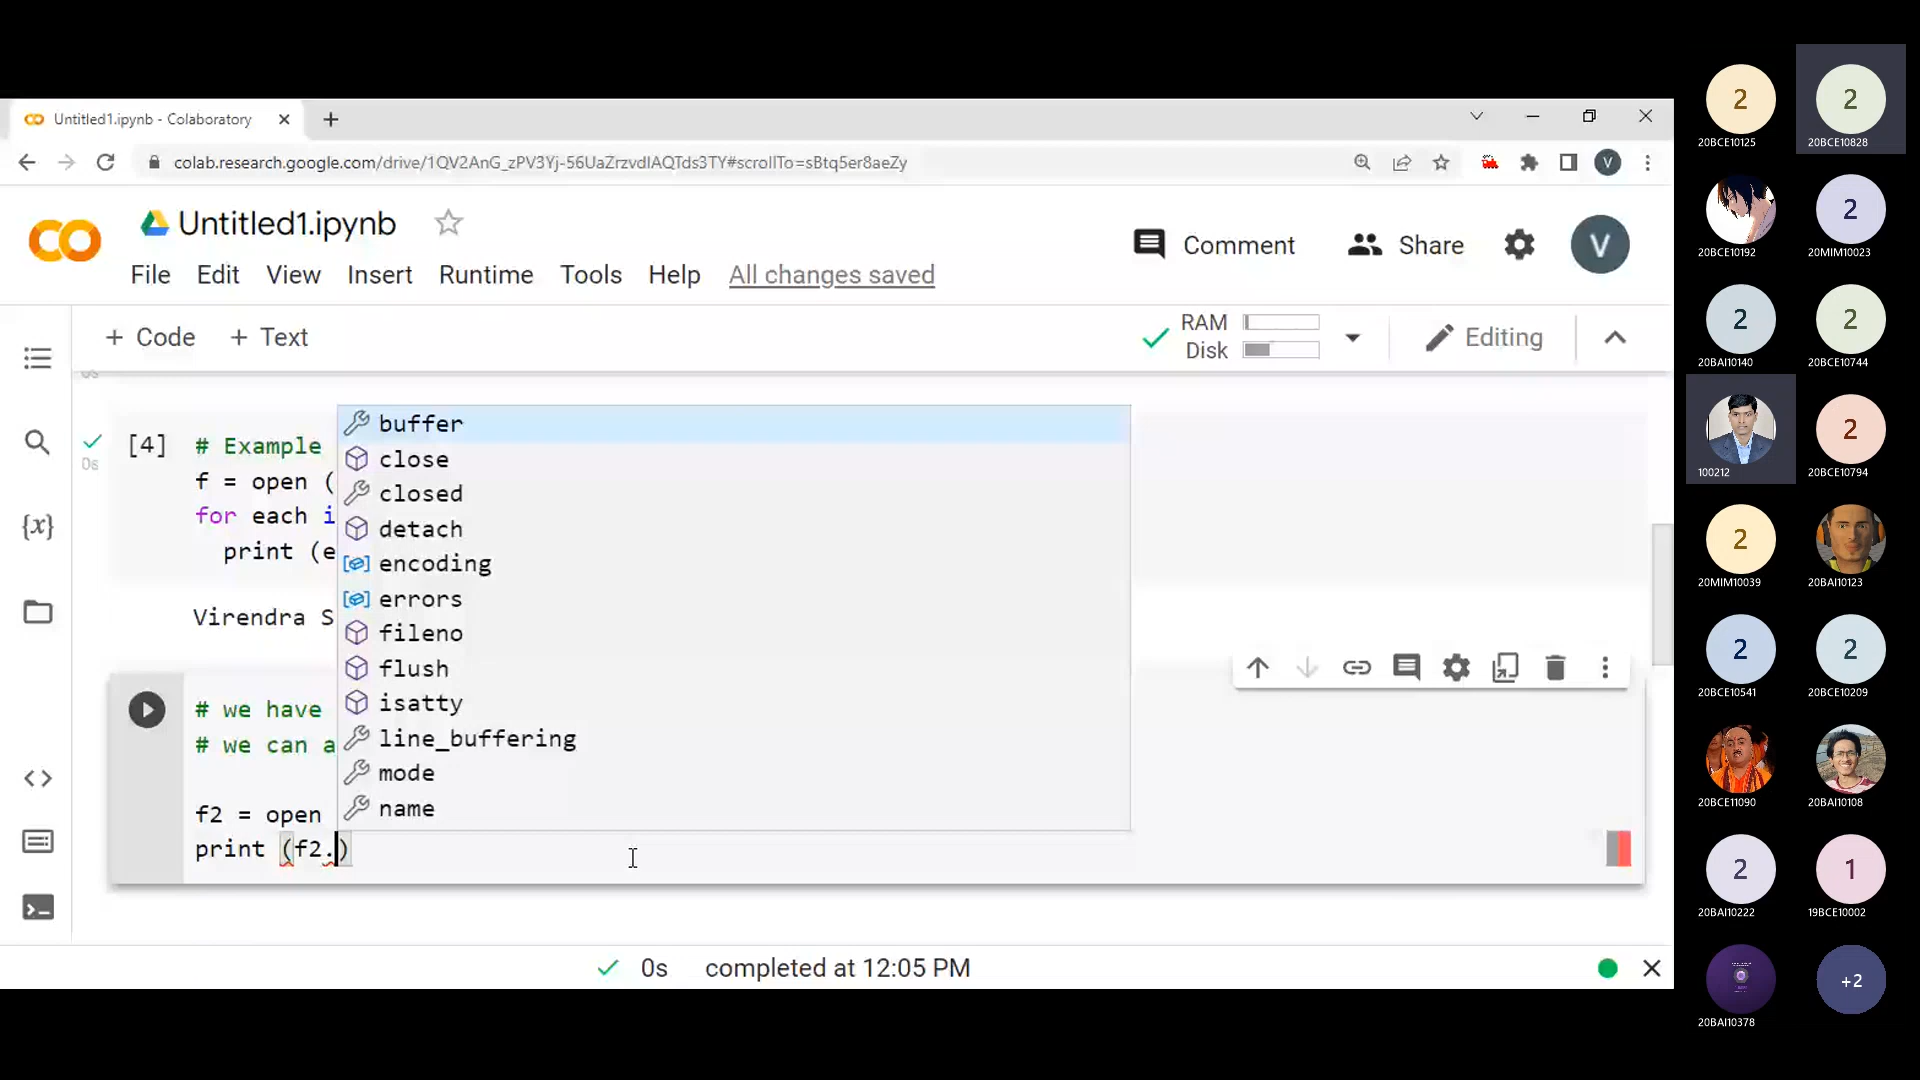 Untitled1.ipynb - Colaboratory
colab.research.google.com/drive/1QV2AnG_zPV3Yj-56UaZrzvdIAQTds3TY#scrollTo=sBtq5er8aeZy
V
Untitled1.ipynb
Comment
Share
V
File Edit View Insert Runtime Tools Help All changes saved
+ Code + Text
RAM
Disk
Editing
0s
[4]
0s
# Example
f = open (
for each i
print (e
Virendra S
buffer
close
closed
detach
encoding
errors
fileno
flush
isatty
line_buffering
mode
name
# we have
# we can a
f2 = open
print (f2.)
0s completed at 12:05 PM
2
20BCE10125
2
20BCE10828
20BCE10192
2
20MIM10023
2
20BAI10140
2
20BCE10744
100212
2
20BCE10794
2
20MIM10039
20BAI10123
2
20BCE10541
2
20BCE10209
20BCE11090
20BAI10108
2
20BAI10222
1
19BCE10002
20BAI10378
+2